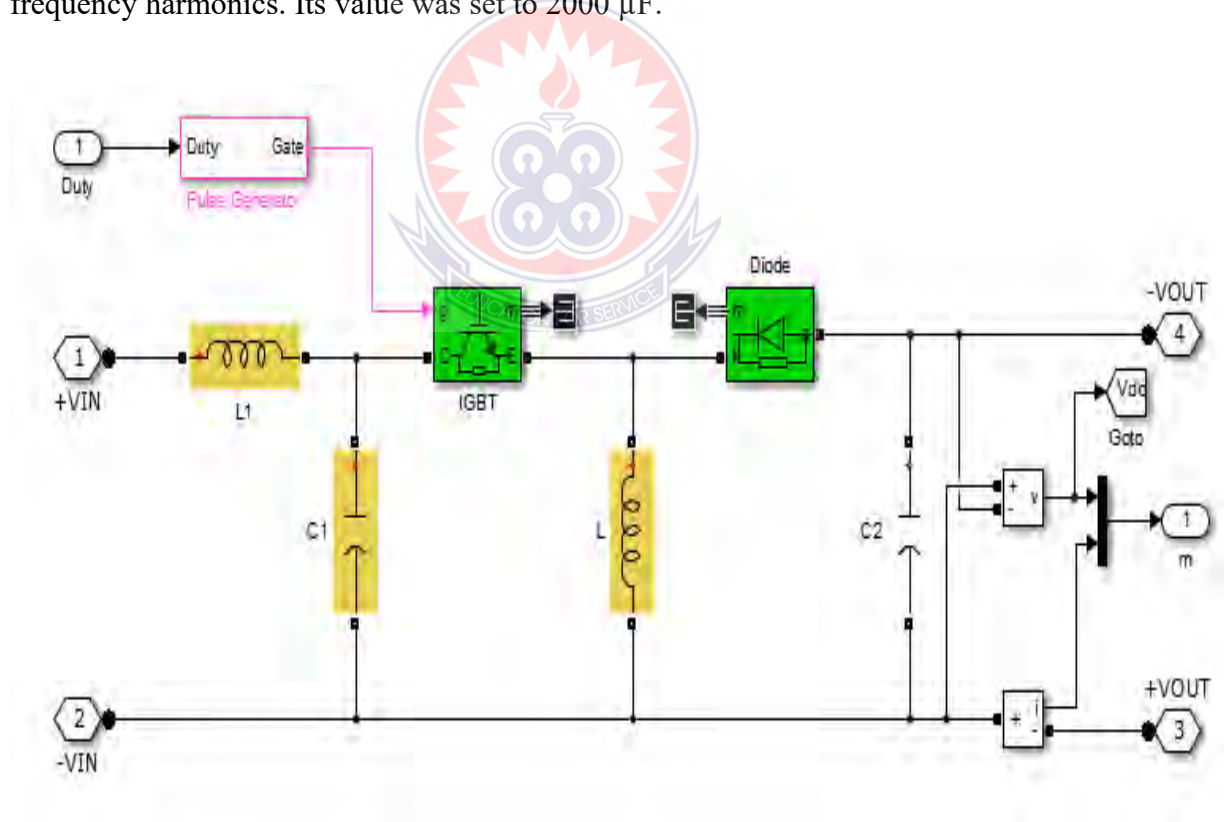 frequency harmonics. Its value was set to 2000 µF.
1
Duty
Duty Gate
Pulse Generator
Diode
-VOUT
4
g m
C E
IGBT
m
1
+VIN
L1
Vdc
Goto
C1
L
C2
+
-
v
1
m
2
-VIN
+
i
-
+VOUT
3
SERVICE